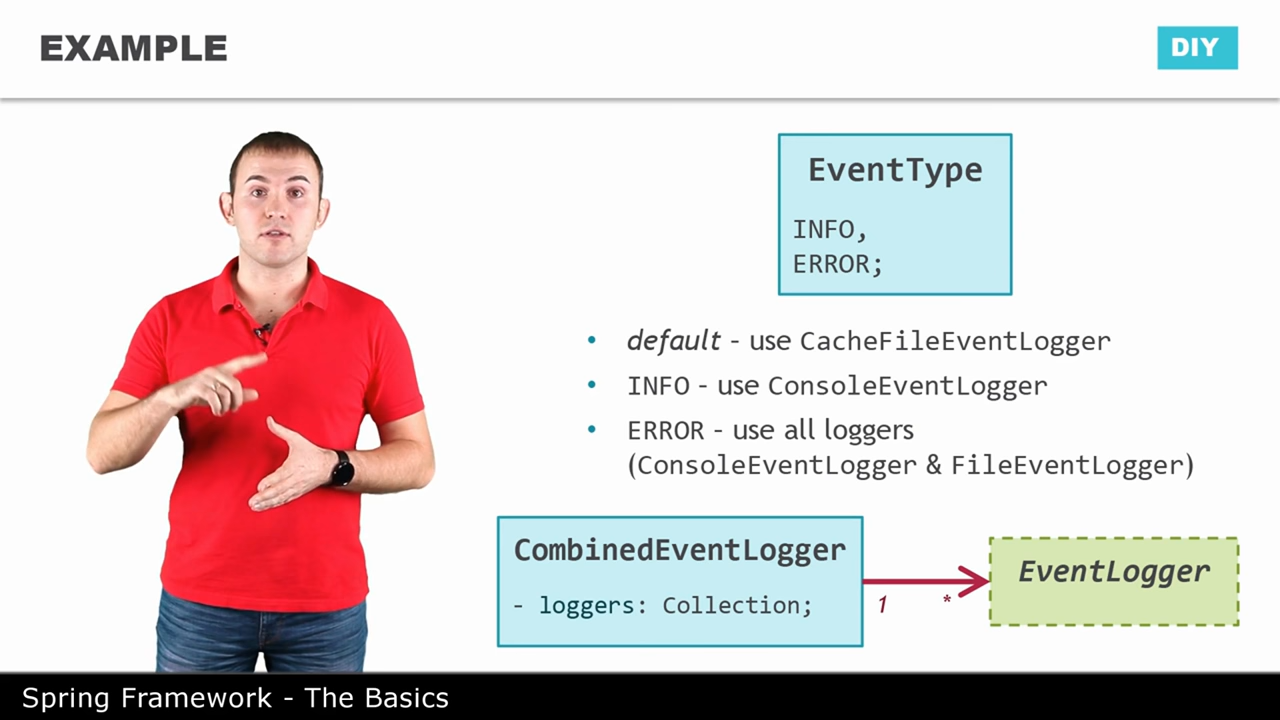 EXAMPLE
DIY
EventType
INFO,
ERROR;
• default - use CacheFileEventLogger
• INFO - use ConsoleEventLogger
• ERROR - use all loggers
(ConsoleEventLogger & FileEventLogger)
CombinedEventLogger
- loggers: Collection;
1 *
EventLogger
Spring Framework - The Basics